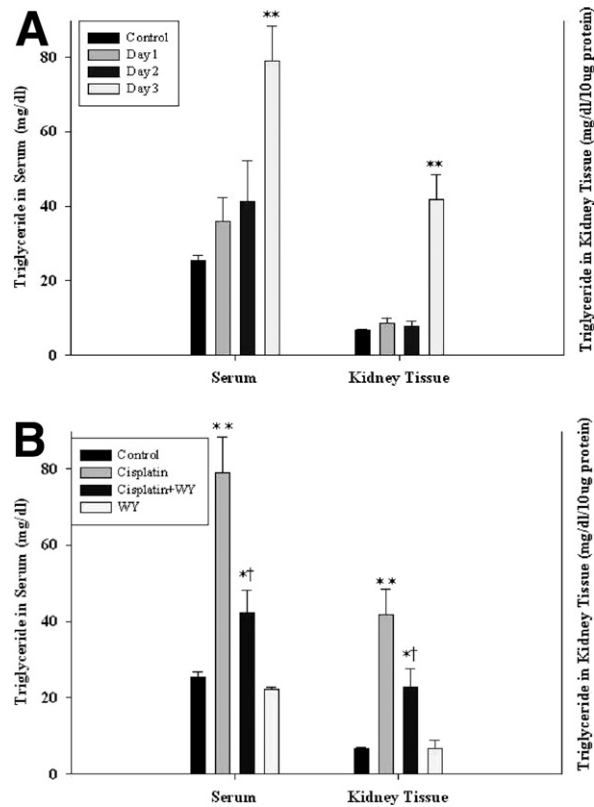 A
Control
Day1
Day2
Day3
**
**
80
60
40
20
0
Triglyceride in Serum (mg/dl)
Triglyceride in Kidney Tissue (mg/dl/10ug protein)
Serum Kidney Tissue
B
Control
Cisplatin
Cisplatin+WY
WY
**
*†
**
*†
80
60
40
20
0
Triglyceride in Serum (mg/dl)
Triglyceride in Kidney Tissue (mg/dl/10ug protein)
Serum Kidney Tissue